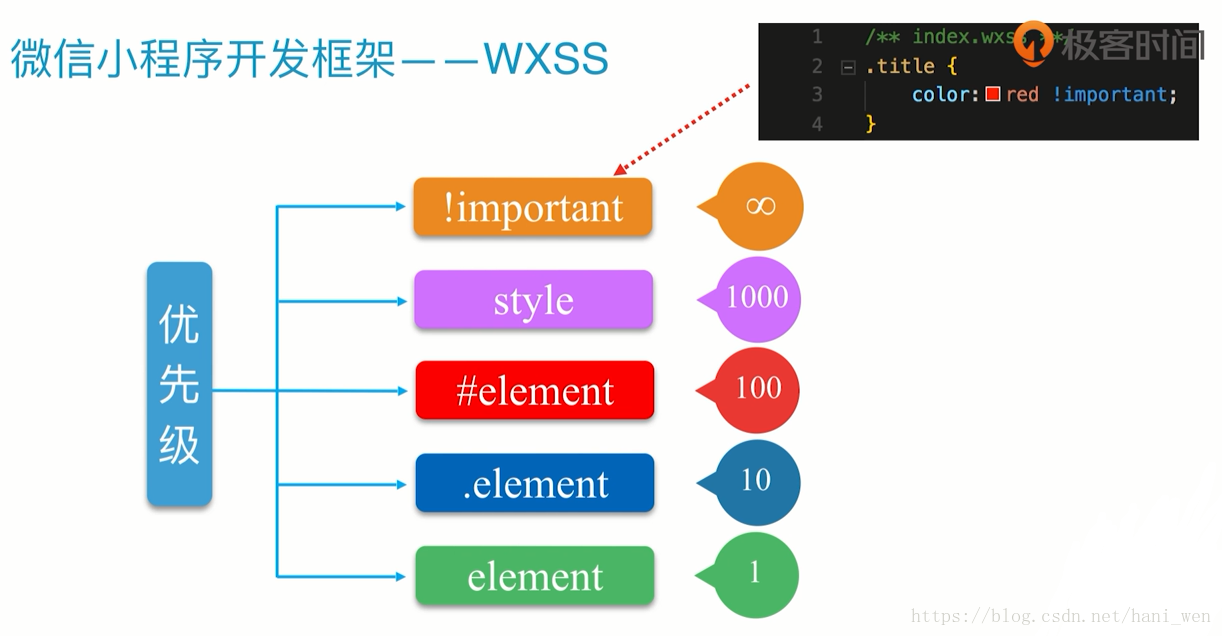 微信小程序开发框架——WXSS
1 /** index.wxss **
2 .title {
3 color: red !important;
4 }
极客时间
优先级
!important
∞
style
1000
#element
100
.element
10
element
1
https://blog.csdn.net/hani_wen